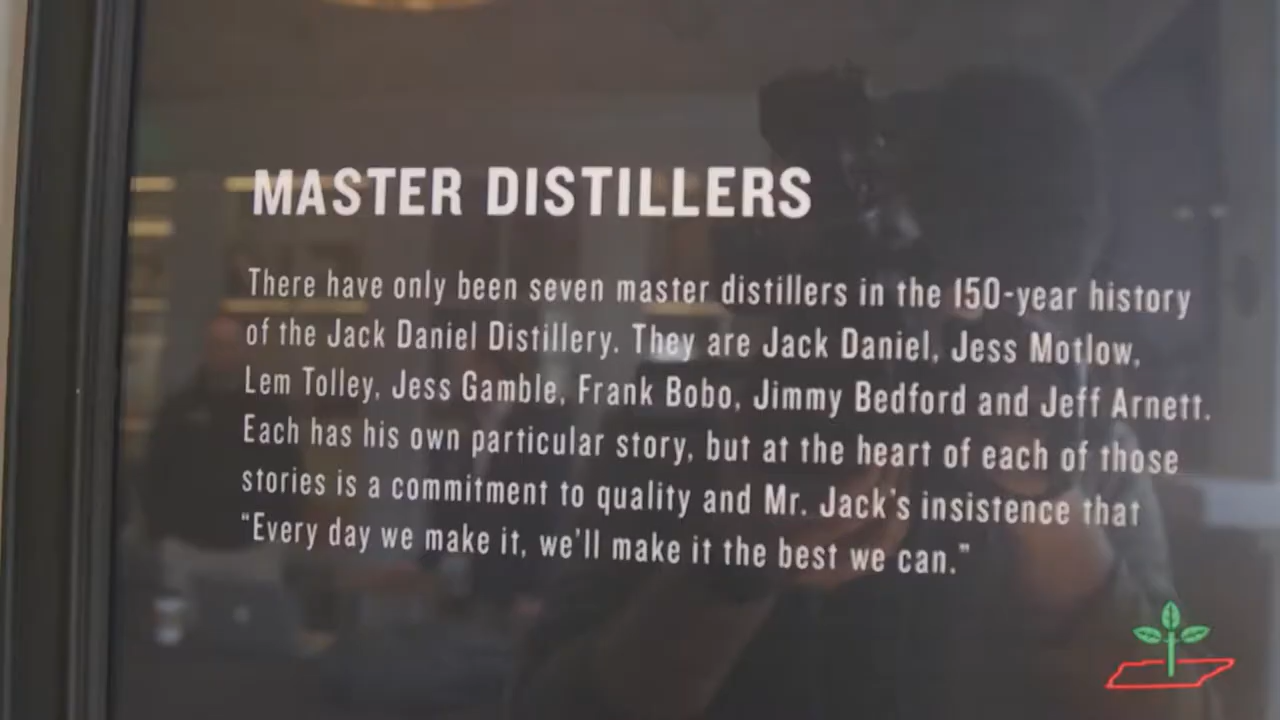 MASTER DISTILLERS
There have only been seven master distillers in the 150-year history
of the Jack Daniel Distillery. They are Jack Daniel, Jess Motlow,
Lem Tolley, Jess Gamble, Frank Bobo, Jimmy Bedford and Jeff Arnett.
Each has his own particular story, but at the heart of each of those
stories is a commitment to quality and Mr. Jack's insistence that
“Every day we make it, we'll make it the best we can.”